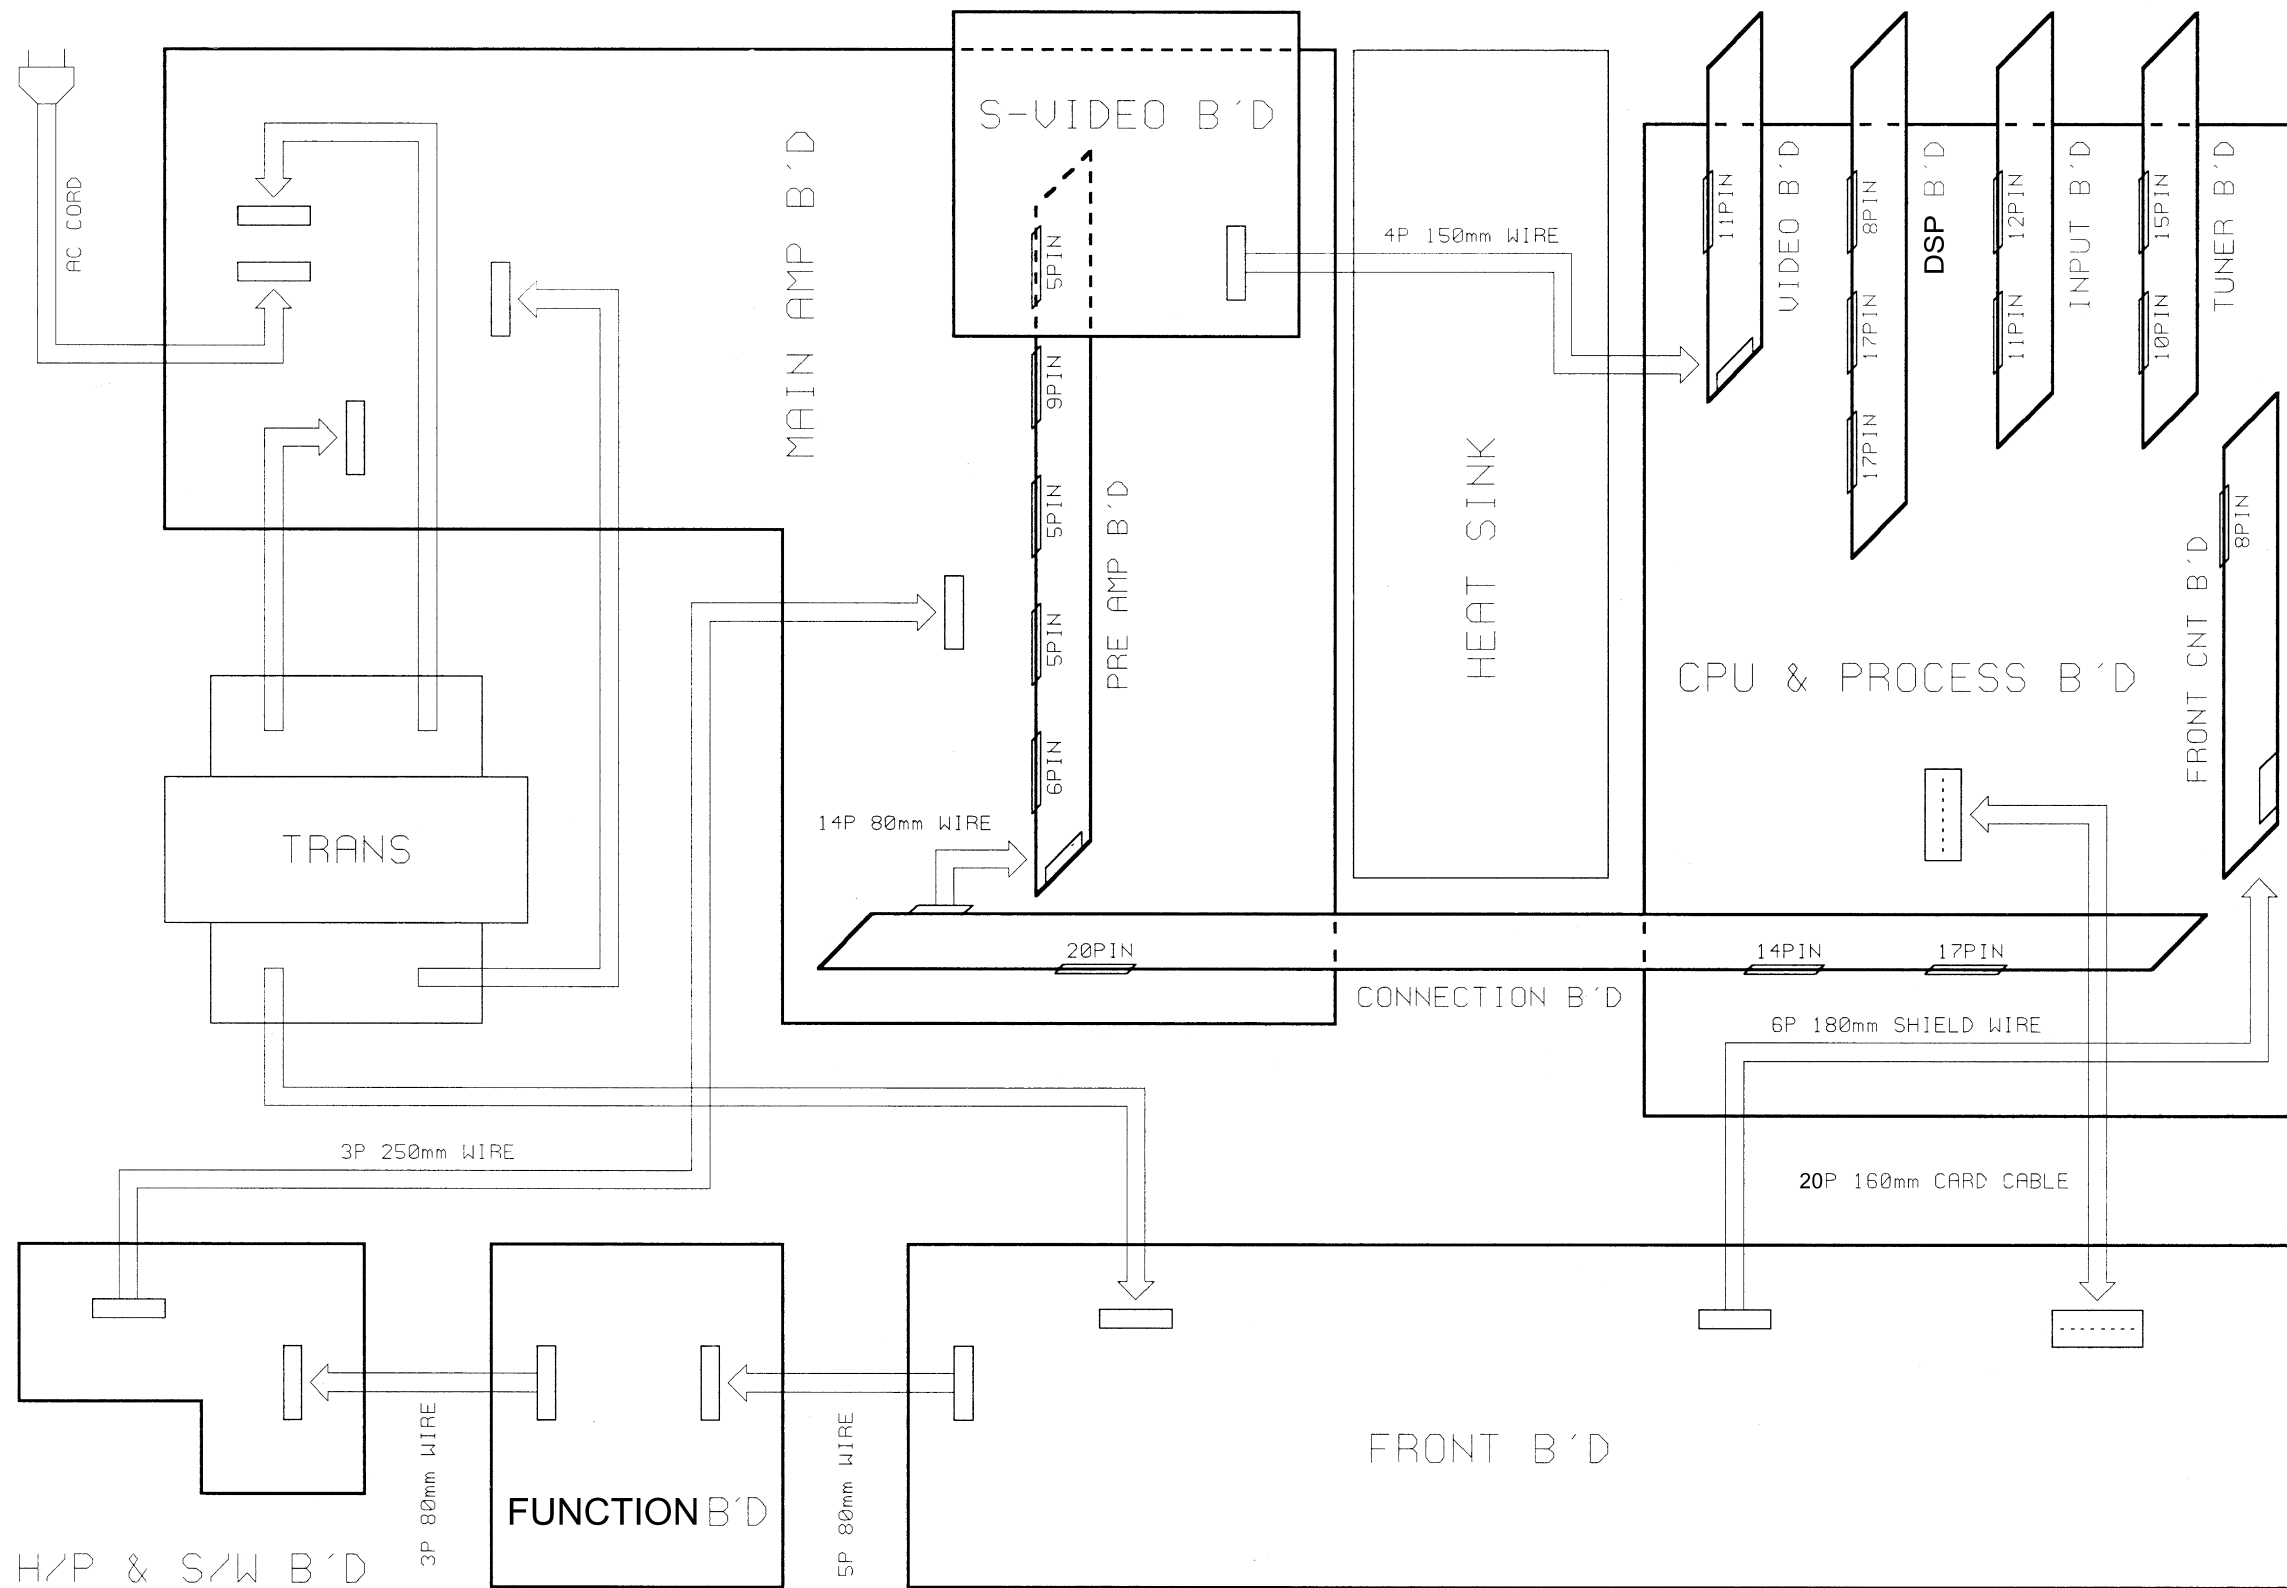 AC CORD
MAIN AMP B'D
S-VIDEO B'D
5PIN
9PIN
5PIN
5PIN
6PIN
PRE AMP B'D
14P 80mm WIRE
4P 150mm WIRE
HEAT SINK
11PIN
VIDEO B'D
8PIN
17PIN
17PIN
DSP B'D
12PIN
11PIN
INPUT B'D
15PIN
10PIN
TUNER B'D
8PIN
FRONT CNT B'D
CPU & PROCESS B'D
TRANS
20PIN
14PIN
17PIN
CONNECTION B'D
6P 180mm SHIELD WIRE
3P 250mm WIRE
20P 160mm CARD CABLE
3P 80mm WIRE
5P 80mm WIRE
FRONT B'D
FUNCTION B'D
H/P & S/W B'D